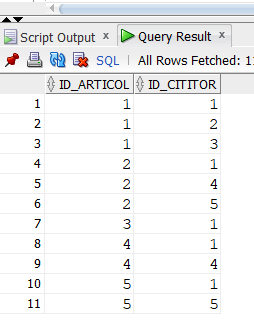 Script Output × Query Result ×
SQL | All Rows Fetched: 11
ID_ARTICOL ID_CITITOR
1 1 1
2 1 2
3 1 3
4 2 1
5 2 4
6 2 5
7 3 1
8 4 1
9 4 4
10 5 1
11 5 5